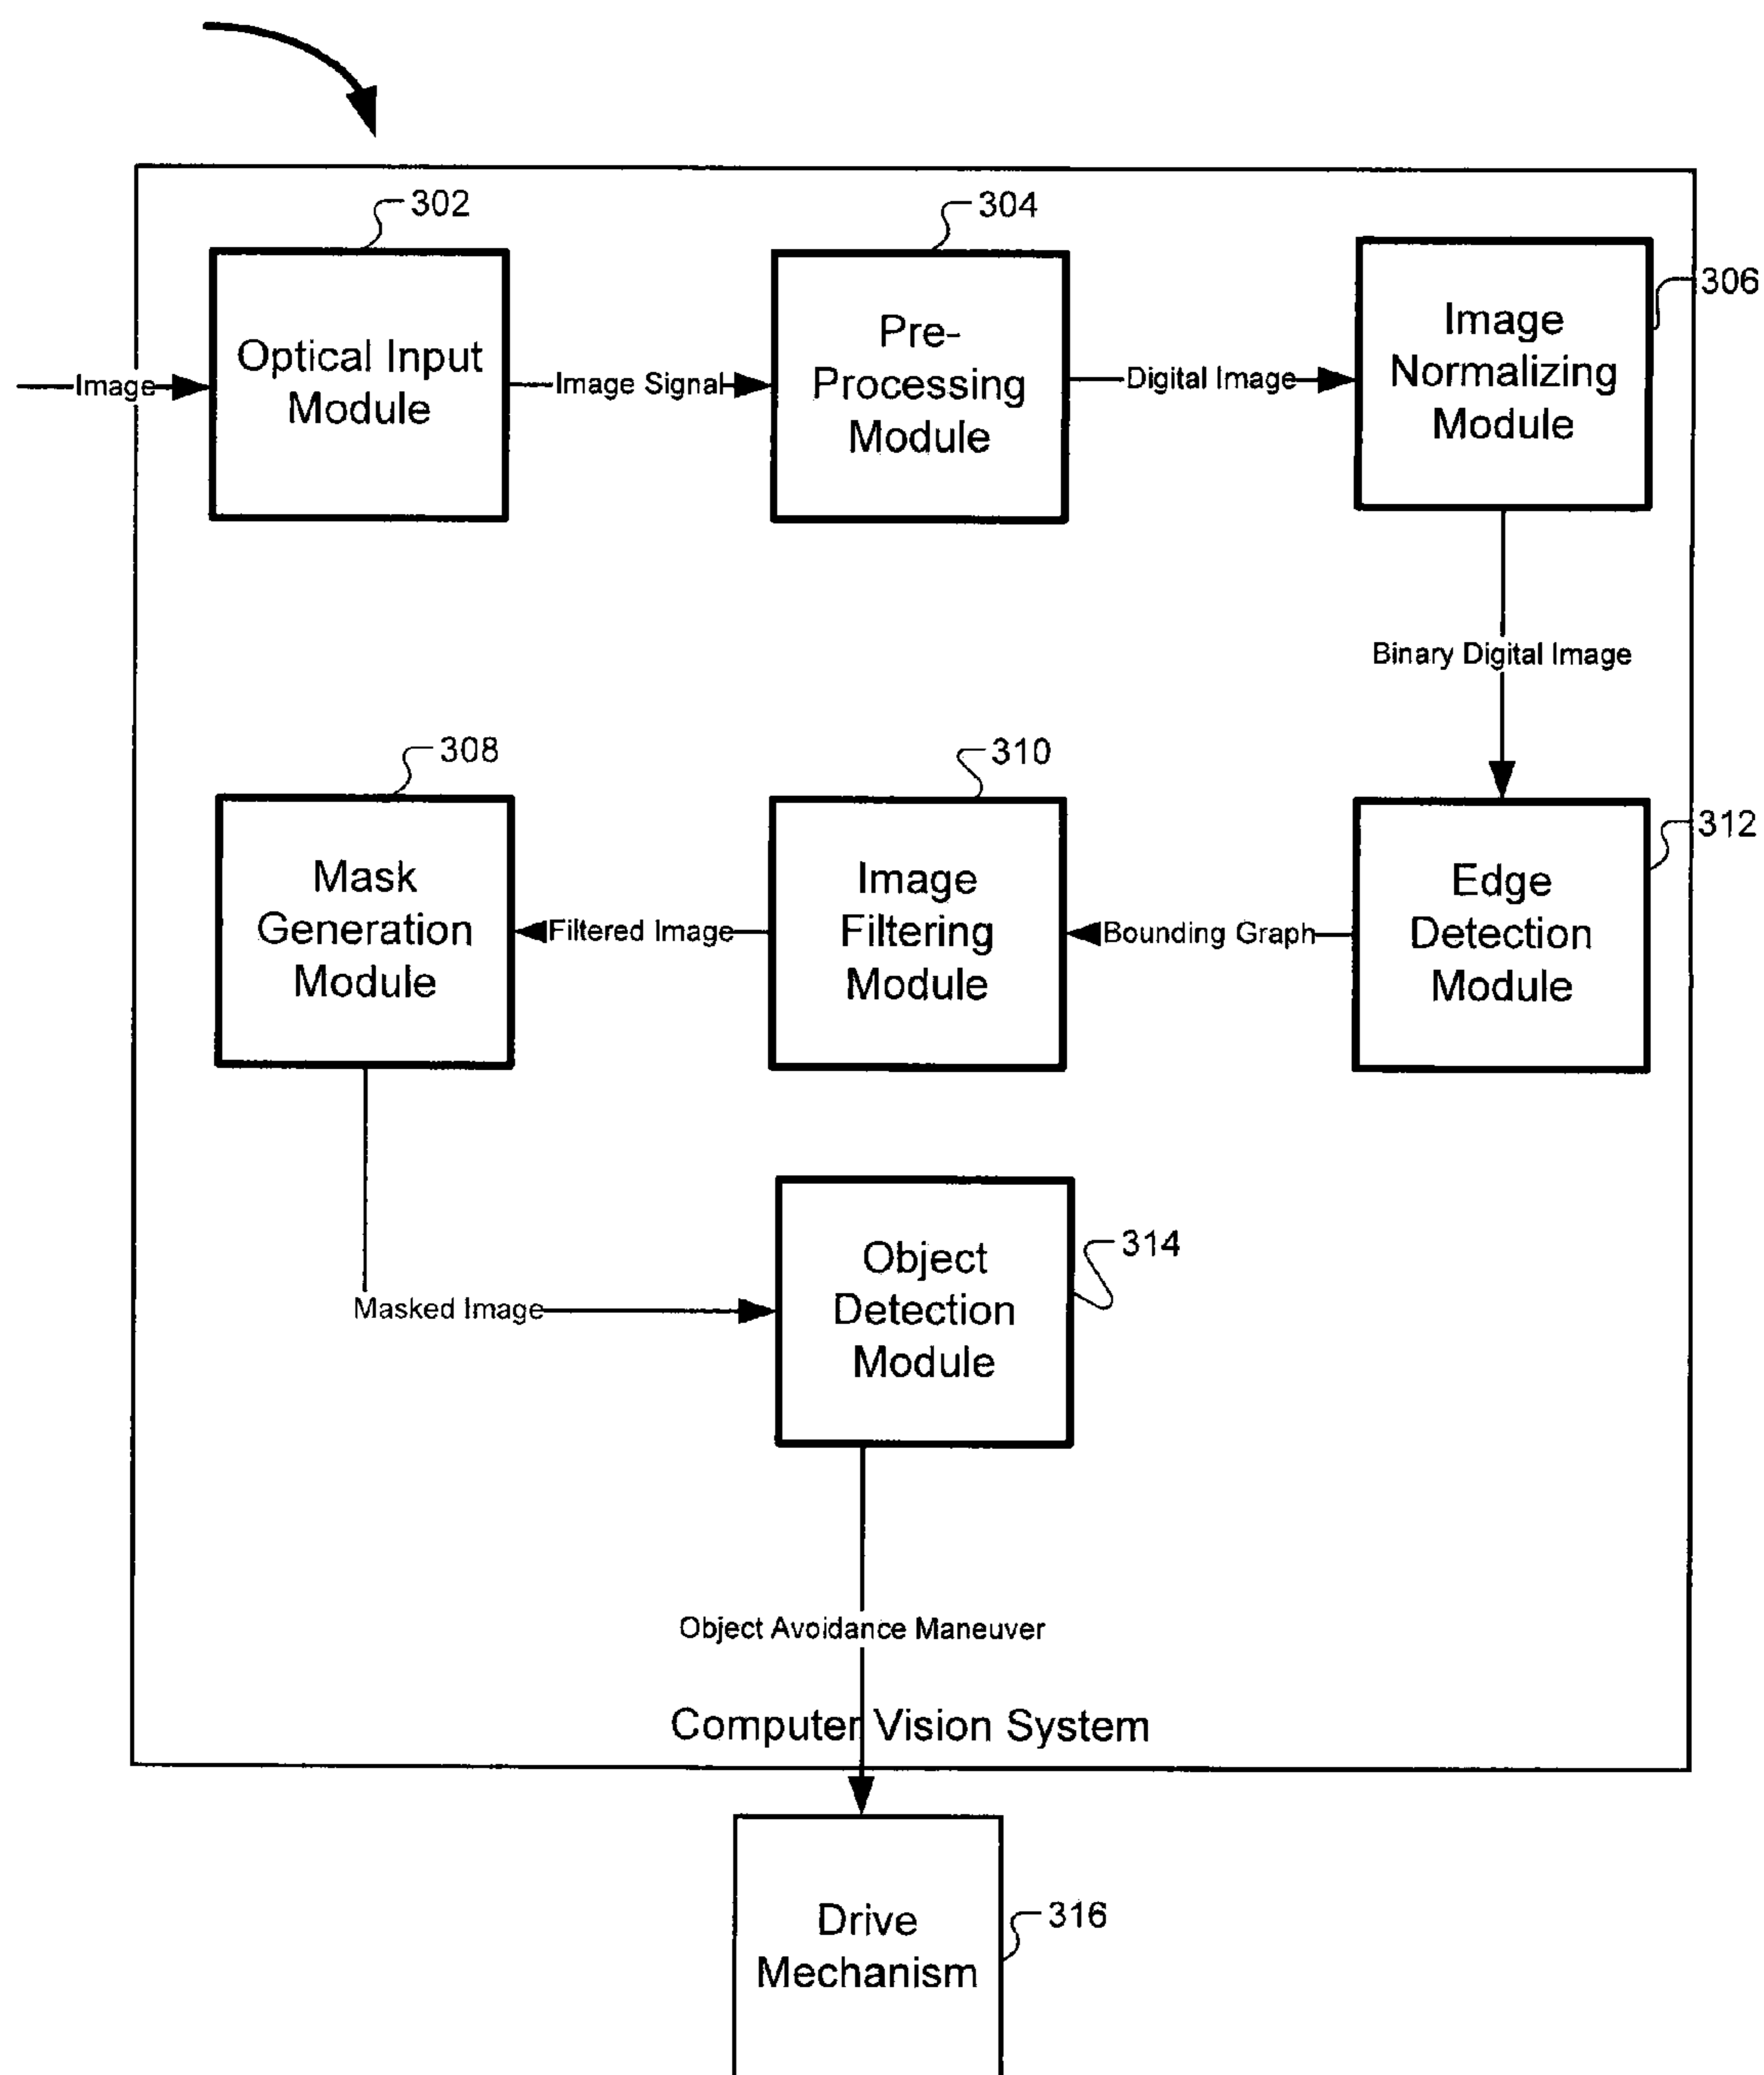 302
304
306
Optical Input
Module
Pre-
Processing
Module
Image
Normalizing
Module
Image
Image Signal
Digital Image
Binary Digital Image
308
310
312
Mask
Generation
Module
Image
Filtering
Module
Edge
Detection
Module
Filtered Image
Bounding Graph
314
Object
Detection
Module
Masked Image
Object Avoidance Maneuver
Computer Vision System
316
Drive
Mechanism